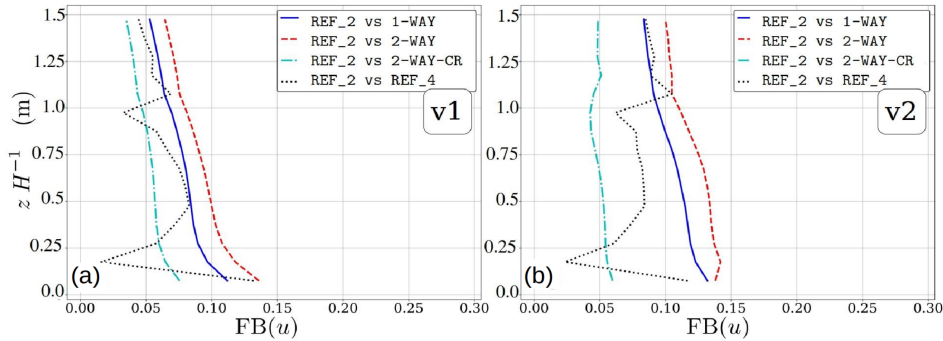 1.5
1.0
0.75
0.5
0.25
0.0
z H⁻¹ (m)
REF_2 vs 1-WAY
REF_2 vs 2-WAY
REF_2 vs 2-WAY-CR
REF_2 vs REF_4
v1
(a)
0.00 0.05 0.10 0.15 0.20 0.25 0.30
FB(u)
1.5
1.0
0.75
0.5
0.25
0.0
REF_2 vs 1-WAY
REF_2 vs 2-WAY
REF_2 vs 2-WAY-CR
REF_2 vs REF_4
v2
(b)
0.00 0.05 0.10 0.15 0.20 0.25 0.30
FB(u)